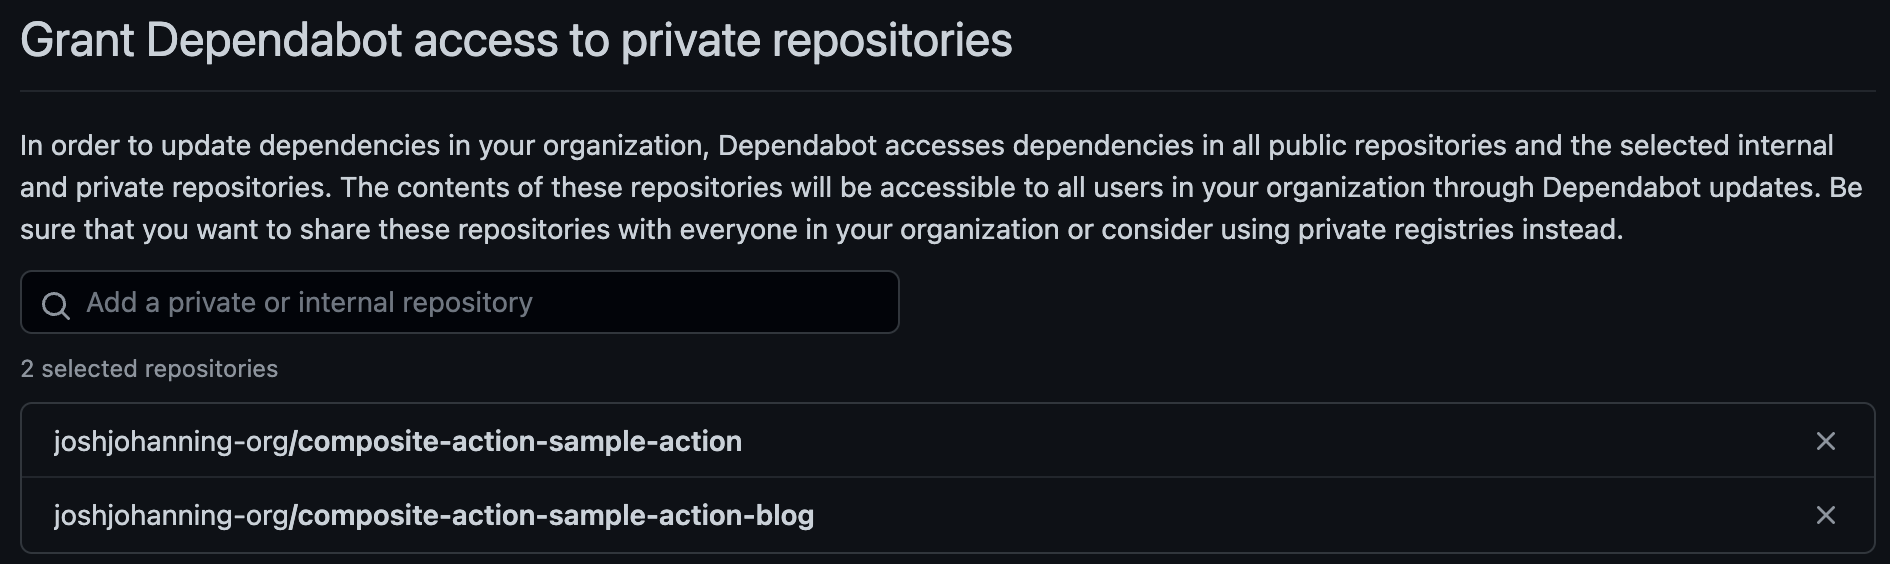 Grant Dependabot access to private repositories
In order to update dependencies in your organization, Dependabot accesses dependencies in all public repositories and the selected internal
and private repositories. The contents of these repositories will be accessible to all users in your organization through Dependabot updates. Be
sure that you want to share these repositories with everyone in your organization or consider using private registries instead.
Add a private or internal repository
2 selected repositories
joshjohanning-org/composite-action-sample-action
joshjohanning-org/composite-action-sample-action-blog